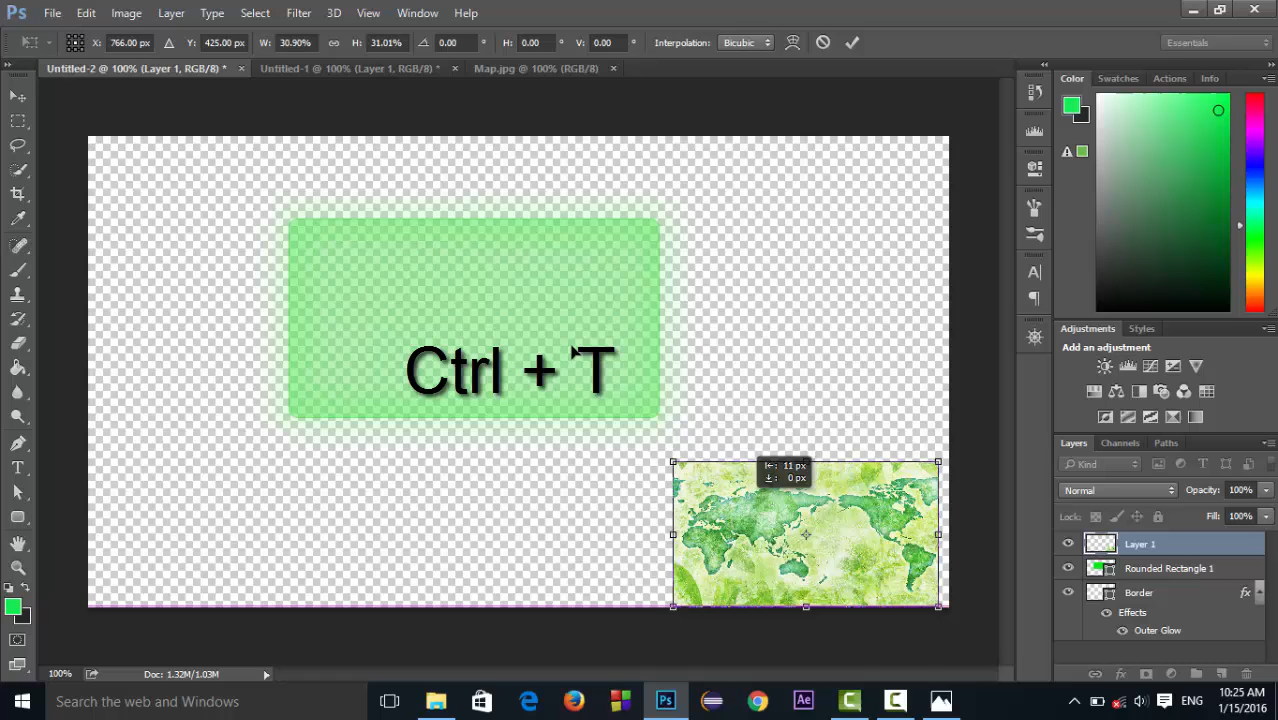 Ps File Edit Image Layer Type Select Filter 3D View Window Help
X: 766.00 px Y: 425.00 px W: 30.90% H: 31.01% 0.00 ° H: 0.00 ° V: 0.00 ° Interpolation: Bicubic Essentials
Untitled-2 @ 100% (Layer 1, RGB/8) * × Untitled-1 @ 100% (Layer 1, RGB/8) * × Map.jpg @ 100% (RGB/8) ×
Color Swatches Actions Info
Adjustments Styles
Add an adjustment
Ctrl + T
Layers Channels Paths
Kind
11 px
0 px
Normal Opacity: 100%
Lock: Fill: 100%
Layer 1
Rounded Rectangle 1
Border fx
Effects
Outer Glow
100% Doc: 1.32M/1.03M
Search the web and Windows
Ps Ae ENG
10:25 AM
1/15/2016